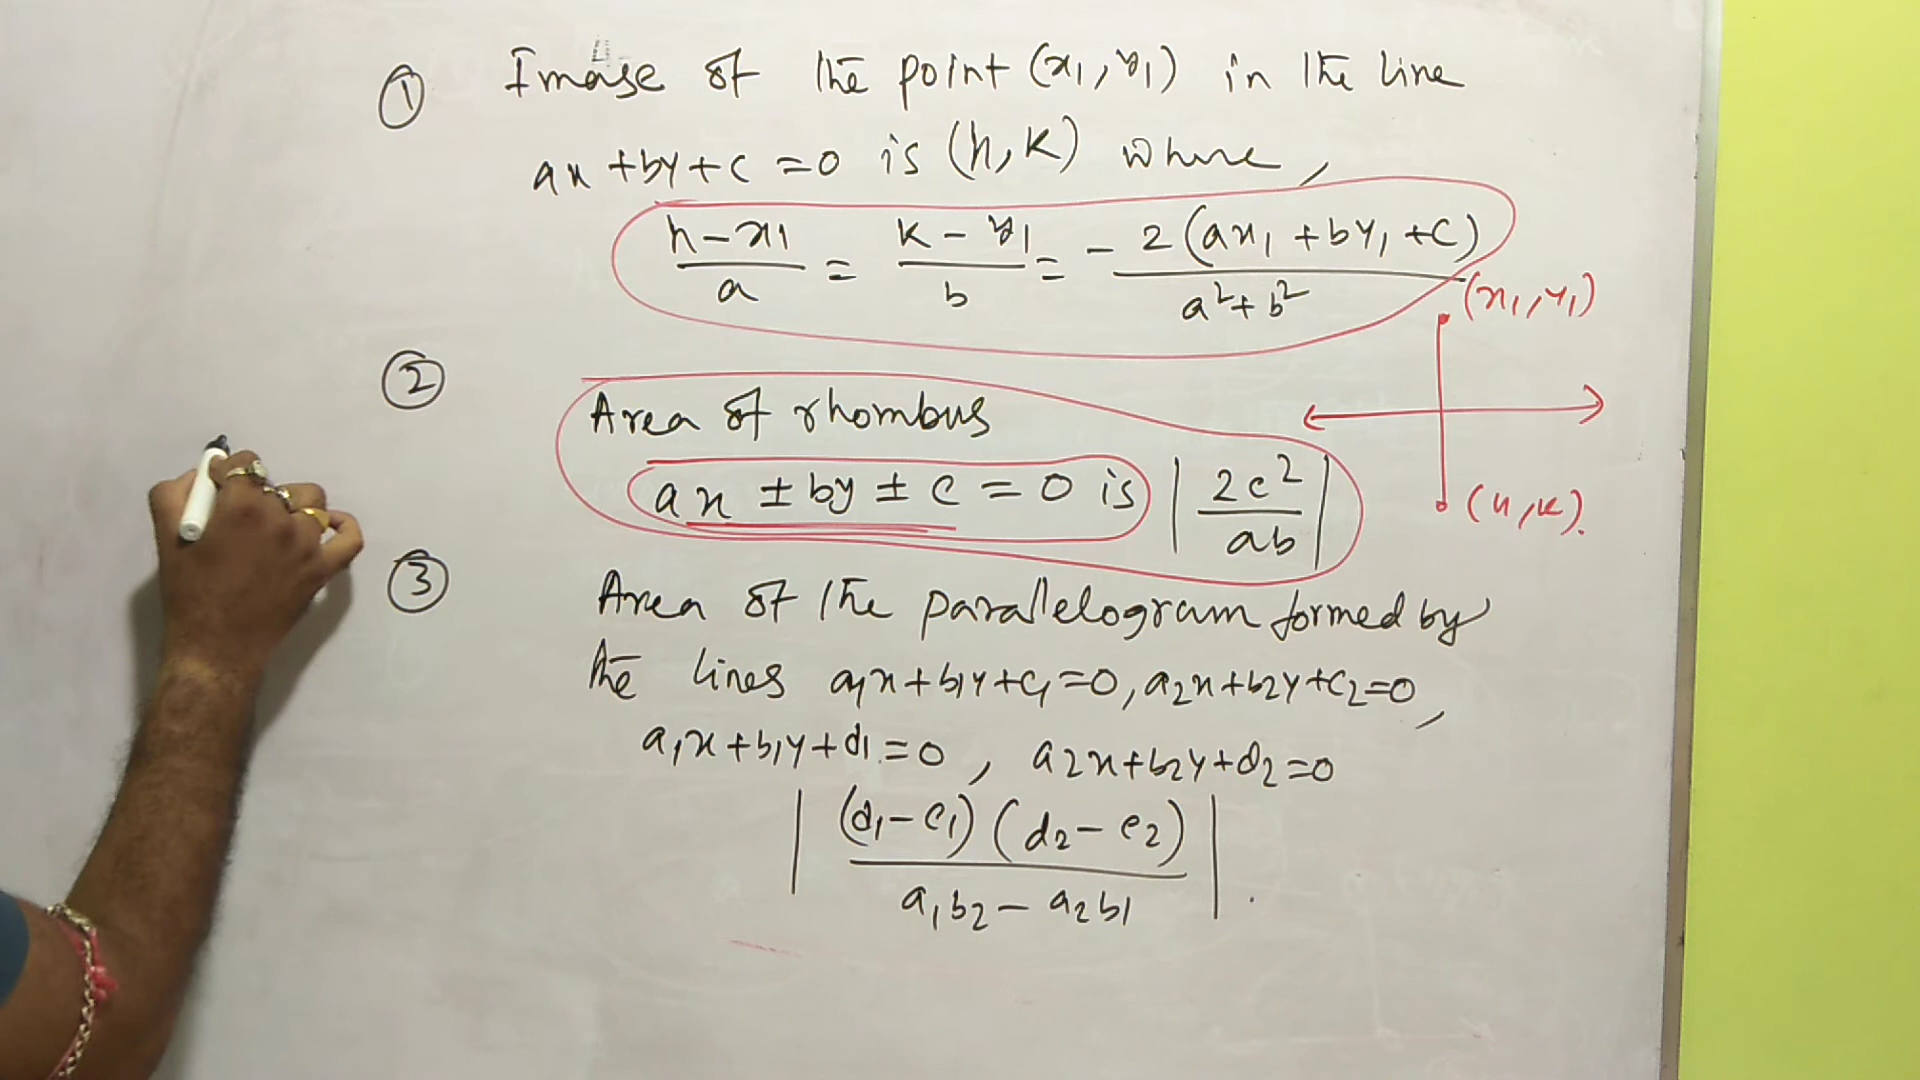 ① Image of the point (x₁, y₁) in the line
ax + by + c = 0 is (h, k) where,
(h - x₁)/a = (k - y₁)/b = - 2(ax₁ + by₁ + c)/(a² + b²)
(x₁, y₁)
② Area of rhombus
ax ± by ± c = 0 is |2c²/ab|
(h, k).
③ Area of the parallelogram formed by
the lines a₁x + b₁y + c₁ = 0, a₂x + b₂y + c₂ = 0,
a₁x + b₁y + d₁ = 0, a₂x + b₂y + d₂ = 0
|(d₁ - c₁)(d₂ - c₂)/(a₁b₂ - a₂b₁)|.